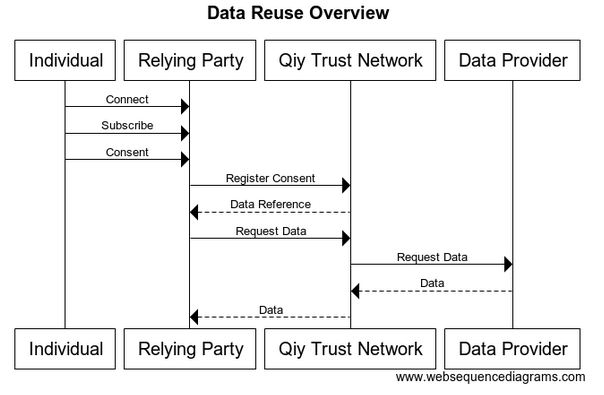 Data Reuse Overview
Individual Relying Party Qiy Trust Network Data Provider
Connect
Subscribe
Consent
Register Consent
Data Reference
Request Data
Request Data
Data
Data
Individual Relying Party Qiy Trust Network Data Provider
www.websequencediagrams.com